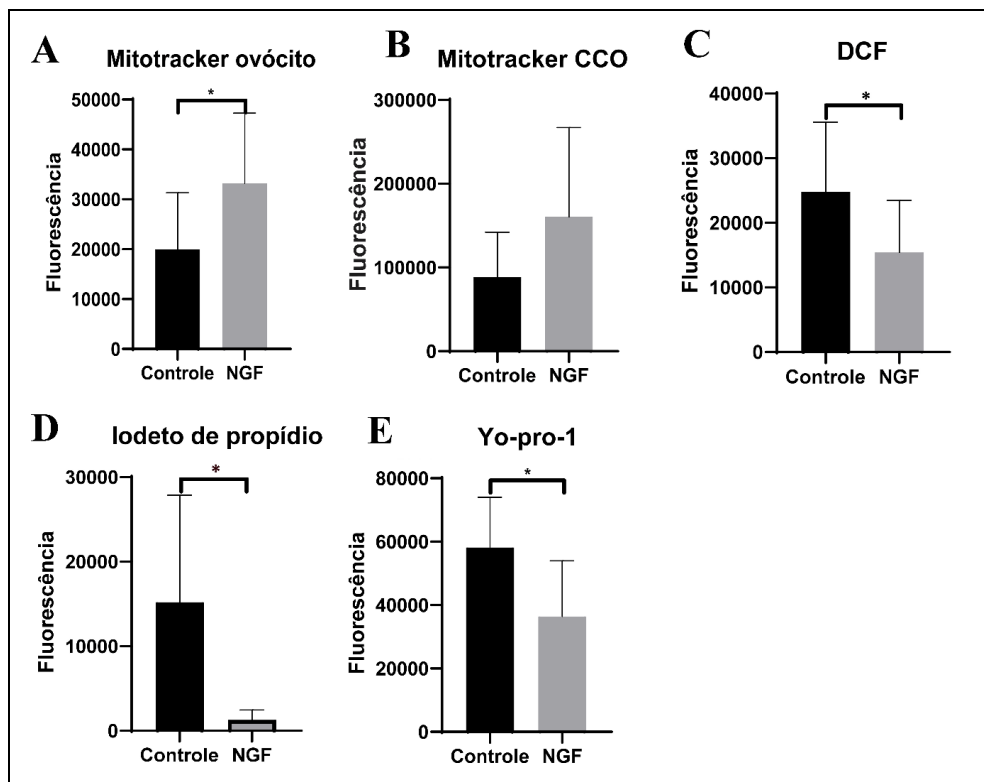 A
Mitotracker ovócito
*
50000
40000
30000
20000
10000
0
Fluorescência
Controle NGF
B
Mitotracker CCO
300000
200000
100000
0
Fluorescência
Controle NGF
C
DCF
*
40000
30000
20000
10000
0
Fluorescência
Controle NGF
D
Iodeto de propídio
*
30000
20000
10000
0
Fluorescência
Controle NGF
E
Yo-pro-1
*
80000
60000
40000
20000
0
Fluorescência
Controle NGF